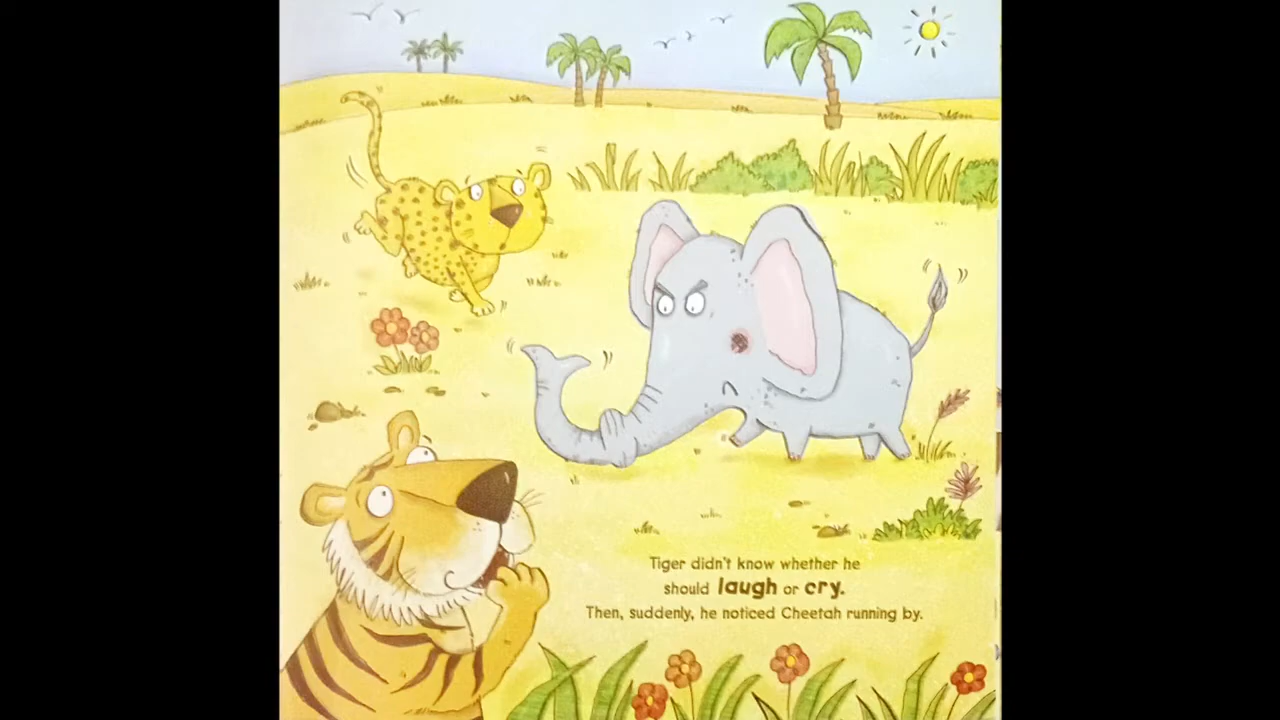 Tiger didn't know whether he
should laugh or cry.
Then, suddenly, he noticed Cheetah running by.